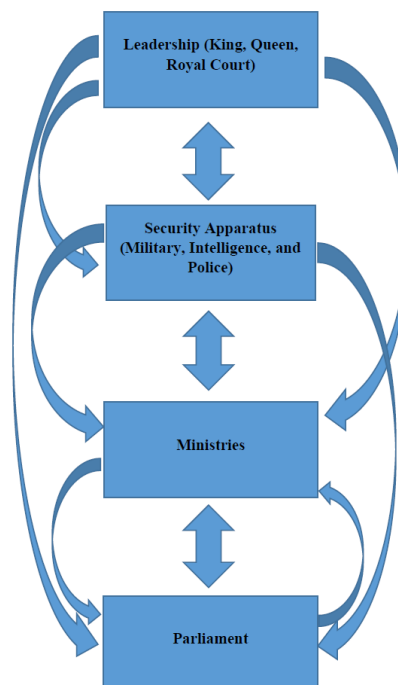 Leadership (King, Queen,
Royal Court)
Security Apparatus
(Military, Intelligence, and
Police)
Ministries
Parliament